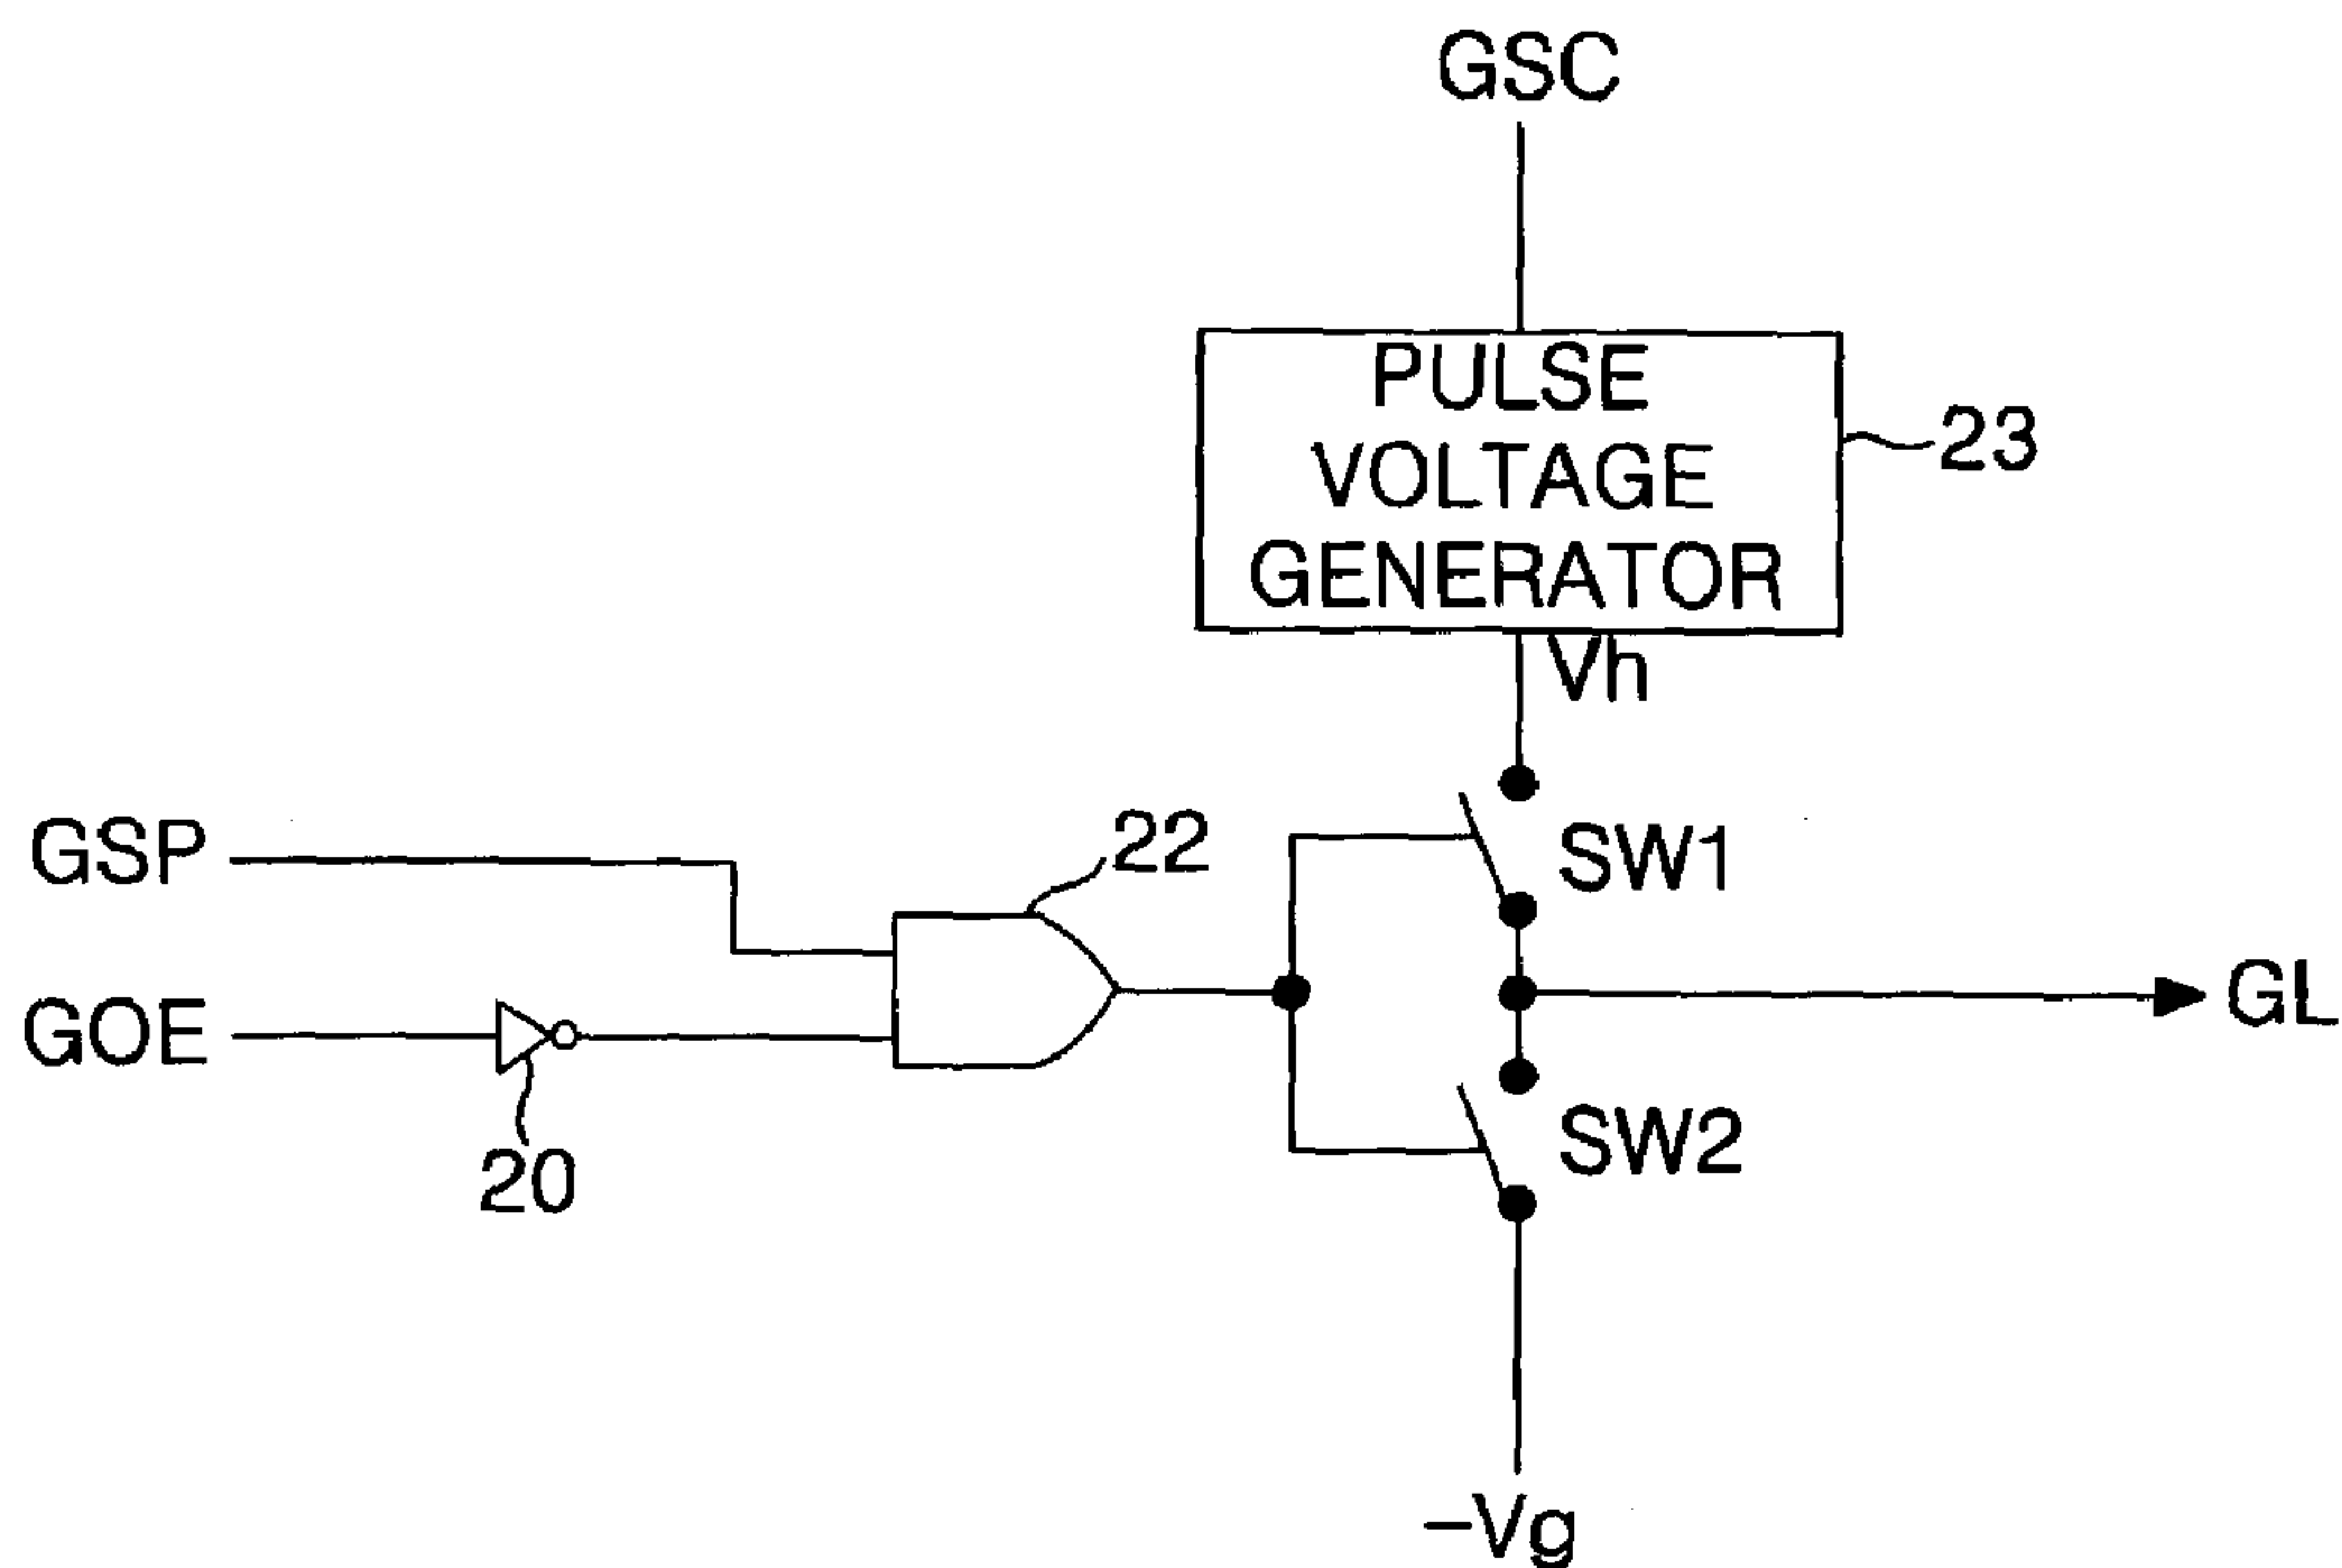 GSC
PULSE
VOLTAGE
GENERATOR
23
Vh
GSP
22
SW1
GOE
GL
20
SW2
−Vg